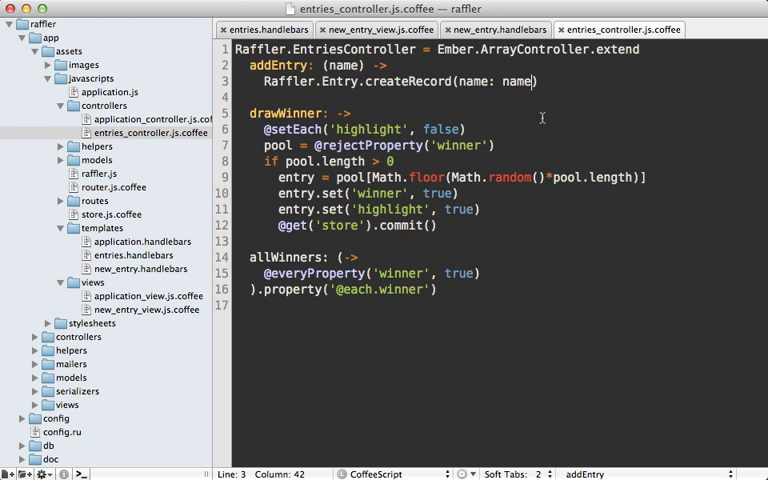 entries_controller.js.coffee — raffler
raffler
app
assets
images
javascripts
application.js
controllers
application_controller.js.cof
entries_controller.js.coffee
helpers
models
raffler.js
router.js.coffee
routes
store.js.coffee
templates
application.handlebars
entries.handlebars
new_entry.handlebars
views
application_view.js.coffee
new_entry_view.js.coffee
stylesheets
controllers
helpers
mailers
models
serializers
views
config
config.ru
db
doc
entries.handlebars
new_entry_view.js.coffee
new_entry.handlebars
entries_controller.js.coffee
1 Raffler.EntriesController = Ember.ArrayController.extend
2 addEntry: (name) ->
3 Raffler.Entry.createRecord(name: name)
4
5 drawWinner: ->
6 @setEach('highlight', false)
7 pool = @rejectProperty('winner')
8 if pool.length > 0
9 entry = pool[Math.floor(Math.random()*pool.length)]
10 entry.set('winner', true)
11 entry.set('highlight', true)
12 @get('store').commit()
13
14 allWinners: (->
15 @everyProperty('winner', true)
16 ).property('@each.winner')
17
Line: 3 Column: 42
CoffeeScript
Soft Tabs: 2
addEntry